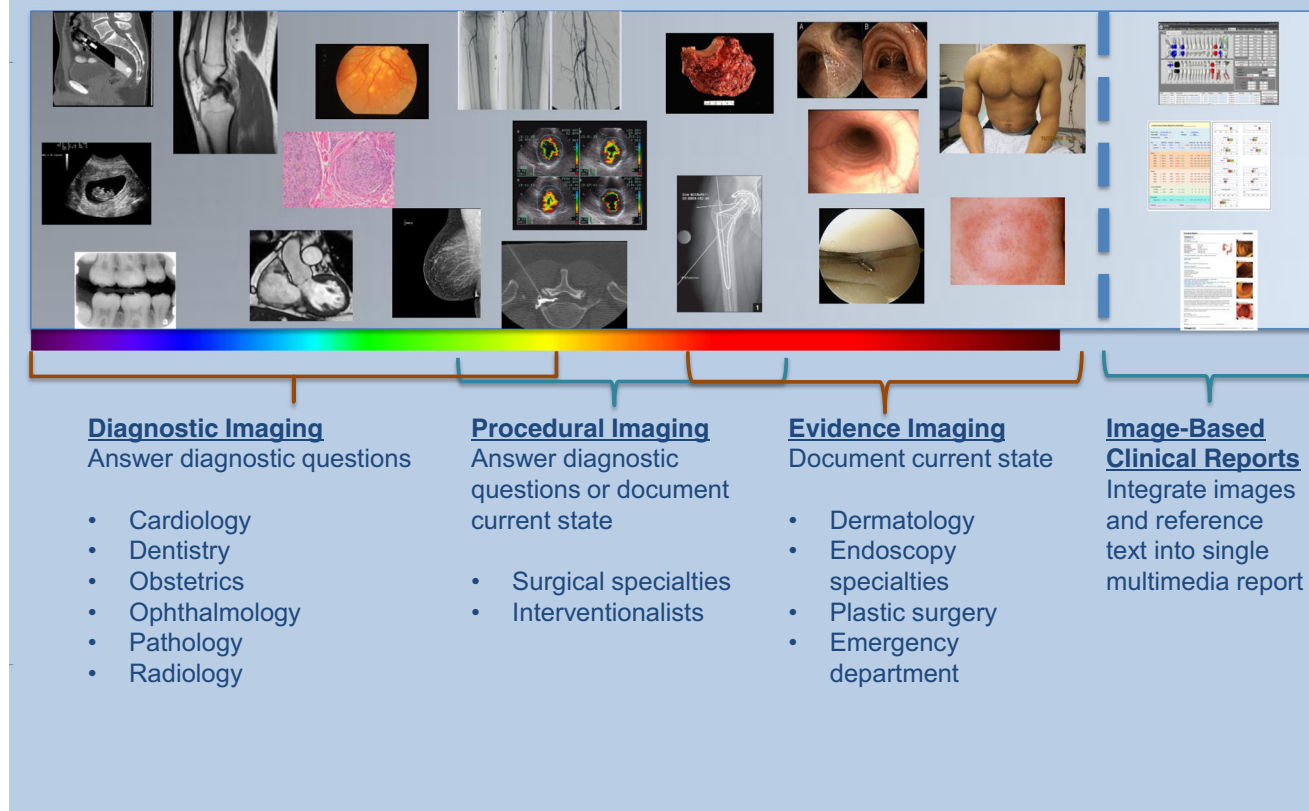 A
B
1
Diagnostic Imaging
Answer diagnostic questions
• Cardiology
• Dentistry
• Obstetrics
• Ophthalmology
• Pathology
• Radiology
Procedural Imaging
Answer diagnostic
questions or document
current state
• Surgical specialties
• Interventionalists
Evidence Imaging
Document current state
• Dermatology
• Endoscopy
specialties
• Plastic surgery
• Emergency
department
Image-Based
Clinical Reports
Integrate images
and reference
text into single
multimedia report